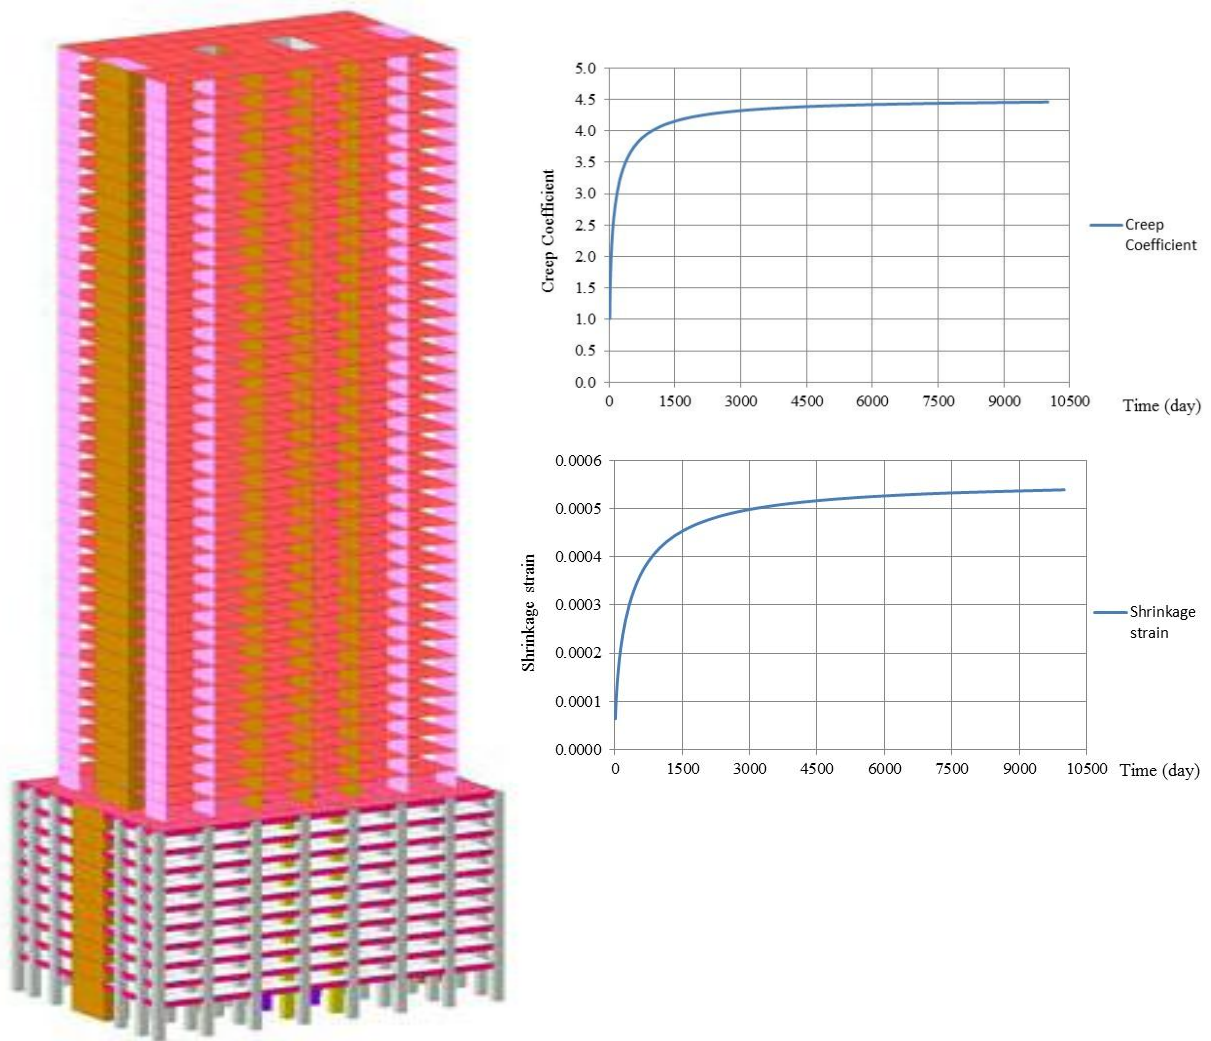 5.0
4.5
4.0
3.5
3.0
2.5
2.0
1.5
1.0
0.5
0.0
Creep Coefficient
0 1500 3000 4500 6000 7500 9000 10500
Time (day)
Creep
Coefficient
0.0006
0.0005
0.0004
0.0003
0.0002
0.0001
0.0000
Shrinkage strain
0 1500 3000 4500 6000 7500 9000 10500
Time (day)
Shrinkage
strain